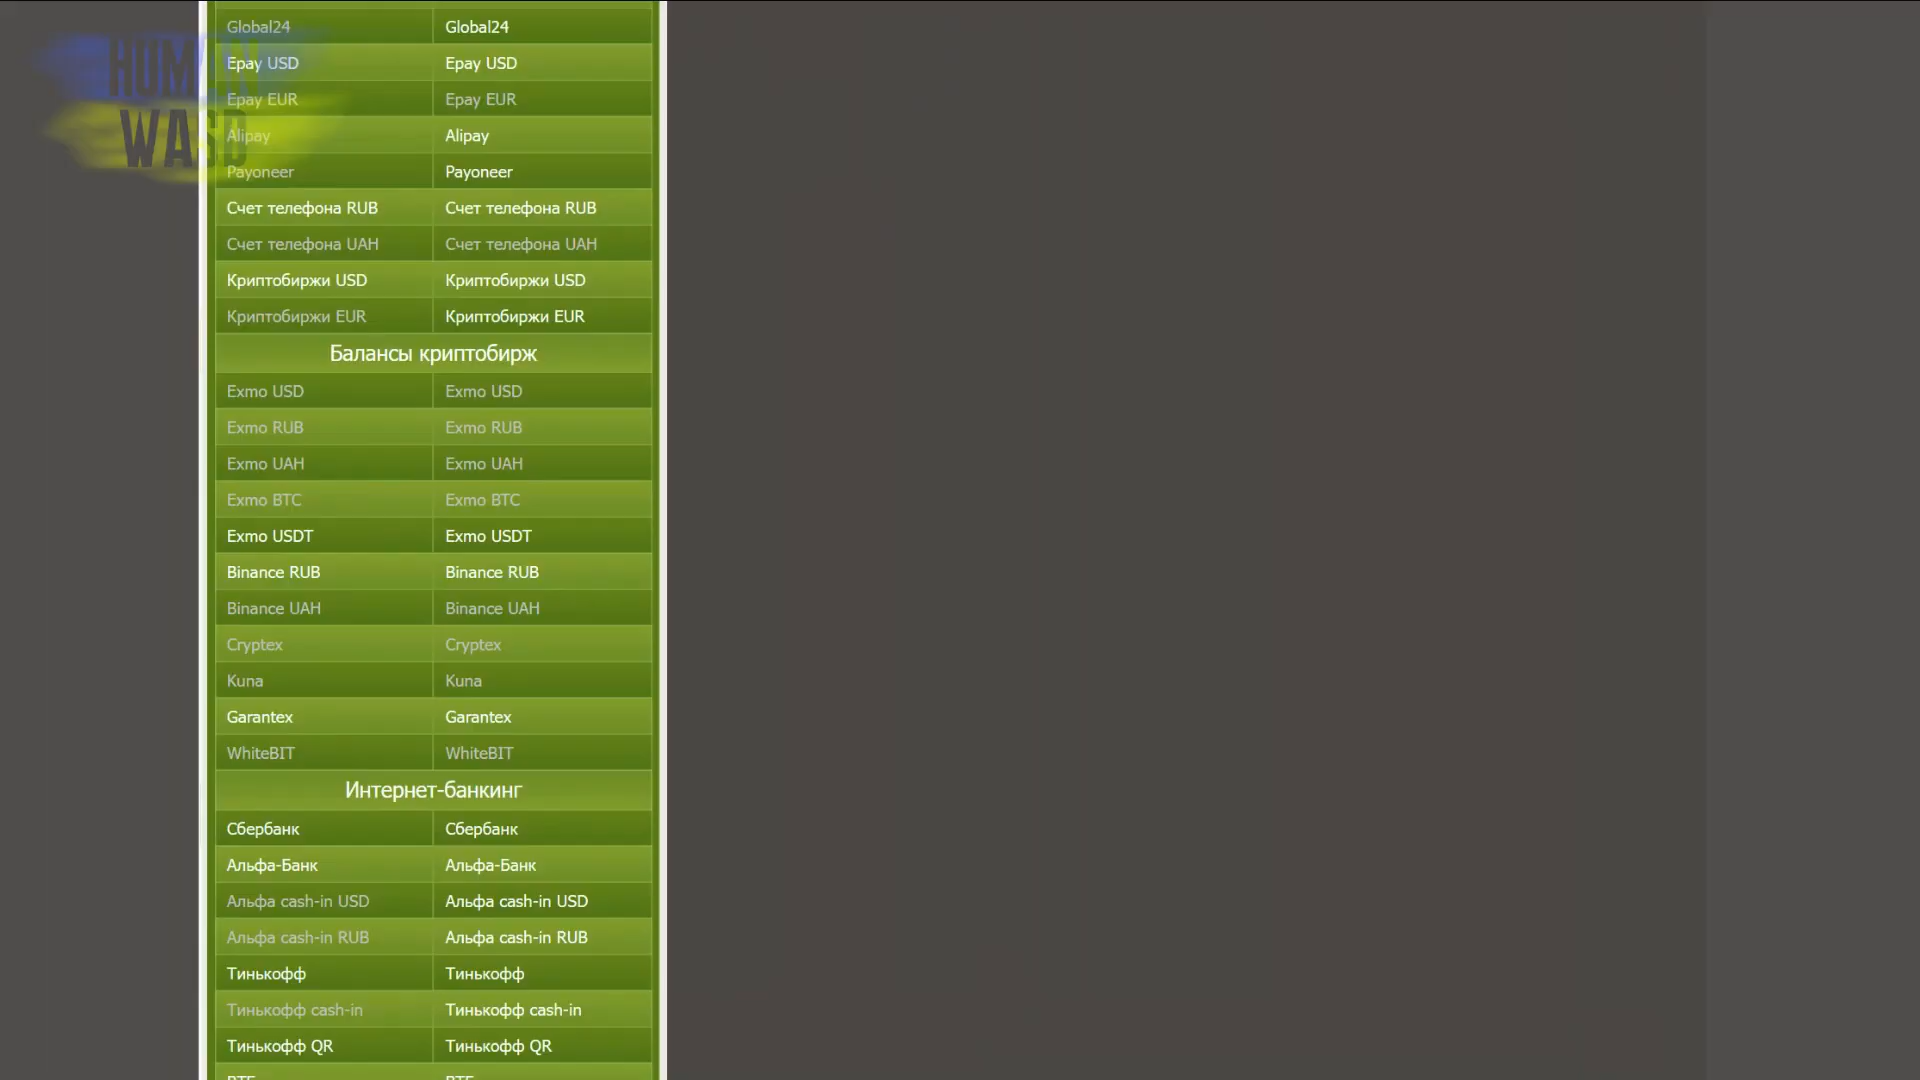 HUMAN
WASD
Global24 Global24
Epay USD Epay USD
Epay EUR Epay EUR
Alipay Alipay
Payoneer Payoneer
Счет телефона RUB Счет телефона RUB
Счет телефона UAH Счет телефона UAH
Криптобиржи USD Криптобиржи USD
Криптобиржи EUR Криптобиржи EUR
Балансы криптобирж
Exmo USD Exmo USD
Exmo RUB Exmo RUB
Exmo UAH Exmo UAH
Exmo BTC Exmo BTC
Exmo USDT Exmo USDT
Binance RUB Binance RUB
Binance UAH Binance UAH
Cryptex Cryptex
Kuna Kuna
Garantex Garantex
WhiteBIT WhiteBIT
Интернет-банкинг
Сбербанк Сбербанк
Альфа-Банк Альфа-Банк
Альфа cash-in USD Альфа cash-in USD
Альфа cash-in RUB Альфа cash-in RUB
Тинькофф Тинькофф
Тинькофф cash-in Тинькофф cash-in
Тинькофф QR Тинькофф QR